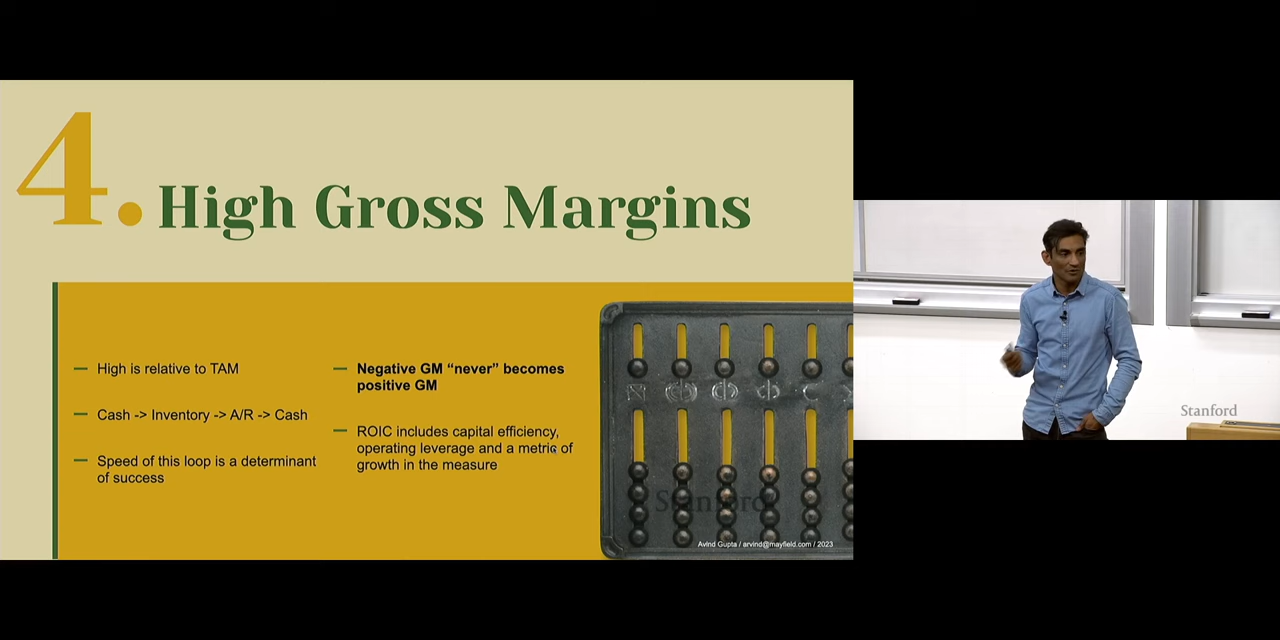 4. High Gross Margins
— High is relative to TAM
— Cash -> Inventory -> A/R -> Cash
— Speed of this loop is a determinant
of success
— Negative GM “never” becomes
positive GM
— ROIC includes capital efficiency,
operating leverage and a metric of
growth in the measure
Stanford
Avind Gupta / arvind@mayfield.com / 2023
Stanford